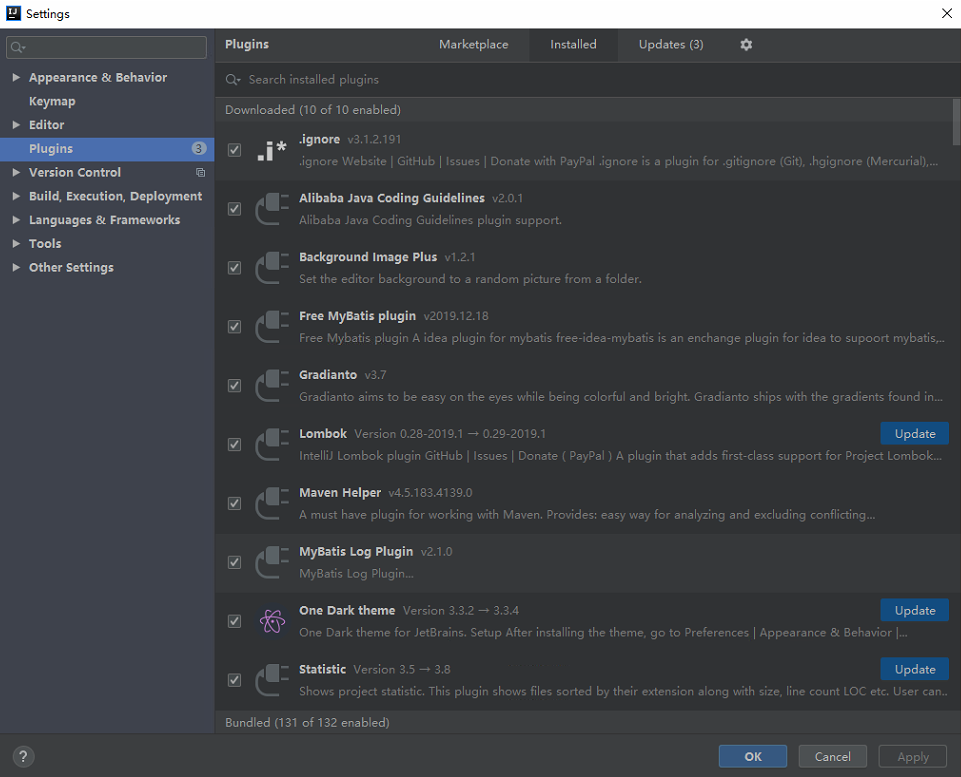 Settings
Appearance & Behavior
Keymap
Editor
Plugins 3
Version Control
Build, Execution, Deployment
Languages & Frameworks
Tools
Other Settings
Plugins Marketplace Installed Updates (3)
Search installed plugins
Downloaded (10 of 10 enabled)
.i*
.ignore v3.1.2.191
.ignore Website | GitHub | Issues | Donate with PayPal .ignore is a plugin for .gitignore (Git), .hgignore (Mercurial),...
Alibaba Java Coding Guidelines v2.0.1
Alibaba Java Coding Guidelines plugin support.
Background Image Plus v1.2.1
Set the editor background to a random picture from a folder.
Free MyBatis plugin v2019.12.18
Free Mybatis plugin A idea plugin for mybatis free-idea-mybatis is an enchange plugin for idea to supoort mybatis,..
Gradianto v3.7
Gradianto aims to be easy on the eyes while being colorful and bright. Gradianto ships with the gradients found in...
Lombok Version 0.28-2019.1 → 0.29-2019.1 Update
IntelliJ Lombok plugin GitHub | Issues | Donate ( PayPal ) A plugin that adds first-class support for Project Lombok...
Maven Helper v4.5.183.4139.0
A must have plugin for working with Maven. Provides: easy way for analyzing and excluding conflicting...
MyBatis Log Plugin v2.1.0
MyBatis Log Plugin...
One Dark theme Version 3.3.2 → 3.3.4 Update
One Dark theme for JetBrains. Setup After installing the theme, go to Preferences | Appearance & Behavior |...
Statistic Version 3.5 → 3.8 Update
Shows project statistic. This plugin shows files sorted by their extension along with size, line count LOC etc. User can..
Bundled (131 of 132 enabled)
? OK Cancel Apply